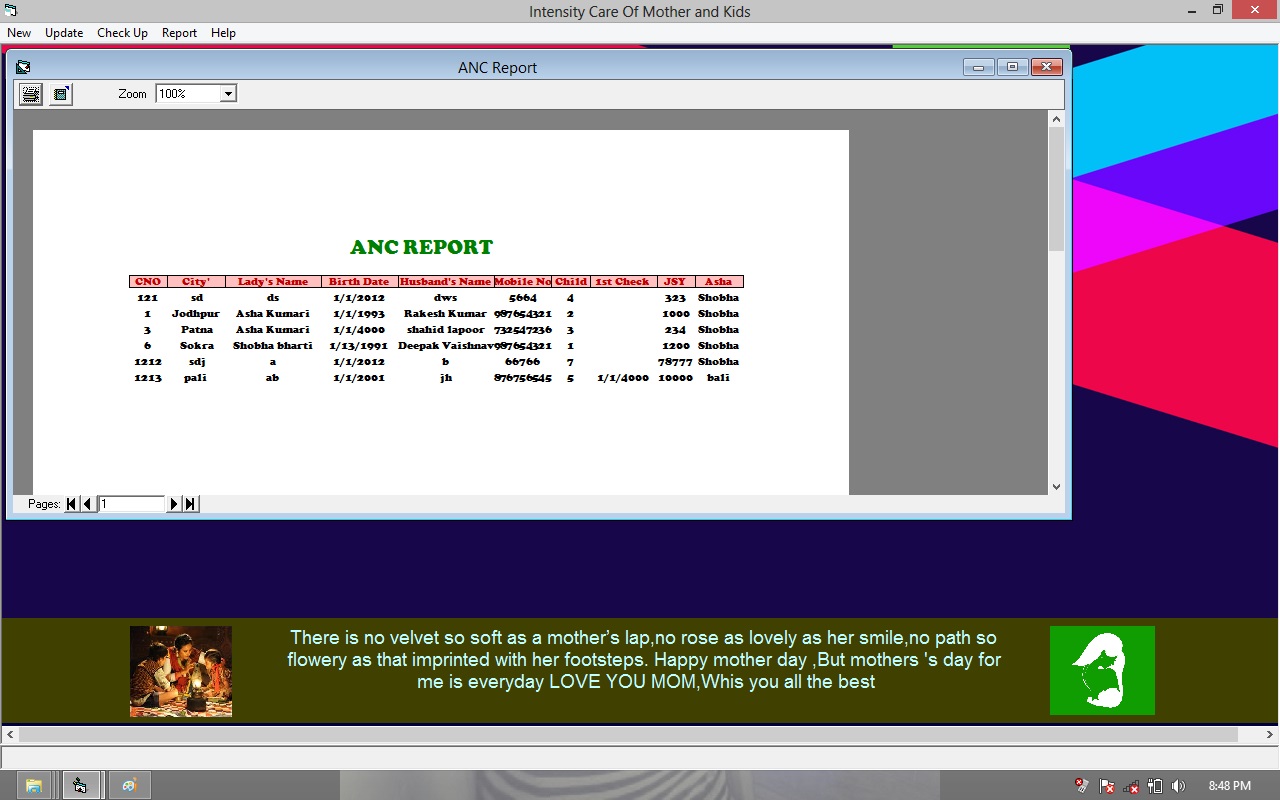 Intensity Care Of Mother and Kids
New Update Check Up Report Help
ANC Report
Zoom 100%
ANC REPORT
CNO City' Lady's Name Birth Date Husband's Name Mobile No Child 1st Check JSY Asha
121 sd ds 1/1/2012 dws 5664 4 323 Shobha
1 Jodhpur Asha Kumari 1/1/1993 Rakesh Kumar 987654321 2 1000 Shobha
3 Patna Asha Kumari 1/1/4000 shahid lapoor 732547236 3 234 Shobha
6 Sokra Shobha bharti 1/13/1991 Deepak Vaishnav 987654321 1 1200 Shobha
1212 sdj a 1/1/2012 b 66766 7 78777 Shobha
1213 pali ab 1/1/2001 jh 876756545 5 1/1/4000 10000 bali
Pages: 1
There is no velvet so soft as a mother's lap,no rose as lovely as her smile,no path so
flowery as that imprinted with her footsteps. Happy mother day ,But mothers 's day for
me is everyday LOVE YOU MOM,Whis you all the best
8:48 PM